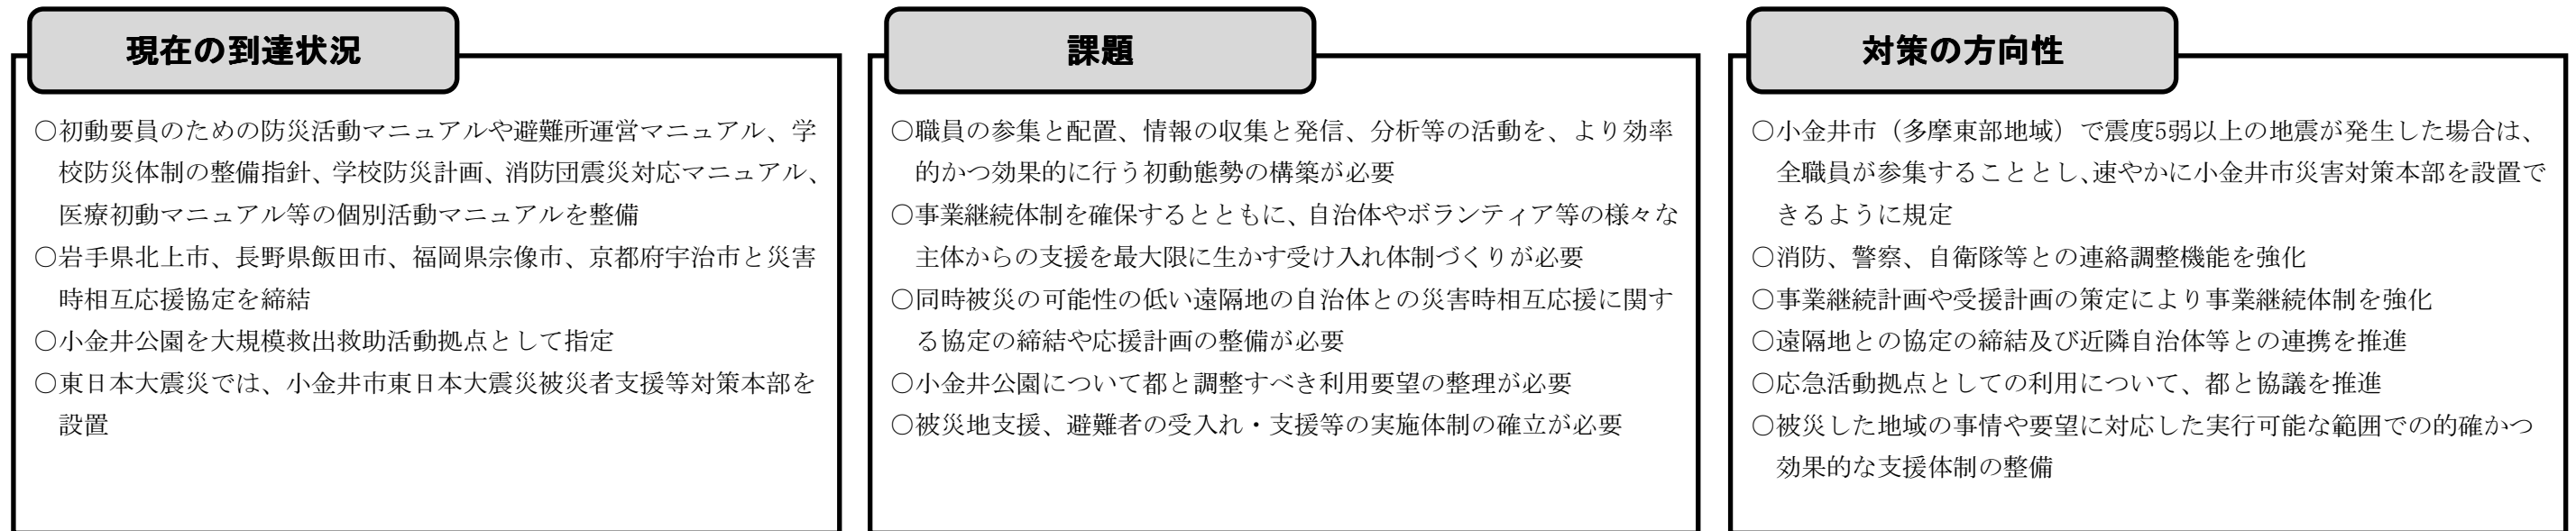 現在の到達状況
○初動要員のための防災活動マニュアルや避難所運営マニュアル、学
校防災体制の整備指針、学校防災計画、消防団震災対応マニュアル、
医療初動マニュアル等の個別活動マニュアルを整備
○岩手県北上市、長野県飯田市、福岡県宗像市、京都府宇治市と災害
時相互応援協定を締結
○小金井公園を大規模救出救助活動拠点として指定
○東日本大震災では、小金井市東日本大震災被災者支援等対策本部を
設置
課題
○職員の参集と配置、情報の収集と発信、分析等の活動を、より効率
的かつ効果的に行う初動態勢の構築が必要
○事業継続体制を確保するとともに、自治体やボランティア等の様々な
主体からの支援を最大限に生かす受け入れ体制づくりが必要
○同時被災の可能性の低い遠隔地の自治体との災害時相互応援に関す
る協定の締結や応援計画の整備が必要
○小金井公園について都と調整すべき利用要望の整理が必要
○被災地支援、避難者の受入れ・支援等の実施体制の確立が必要
対策の方向性
○小金井市（多摩東部地域）で震度5弱以上の地震が発生した場合は、
全職員が参集することとし、速やかに小金井市災害対策本部を設置で
きるように規定
○消防、警察、自衛隊等との連絡調整機能を強化
○事業継続計画や受援計画の策定により事業継続体制を強化
○遠隔地との協定の締結及び近隣自治体等との連携を推進
○応急活動拠点としての利用について、都と協議を推進
○被災した地域の事情や要望に対応した実行可能な範囲での的確かつ
効果的な支援体制の整備